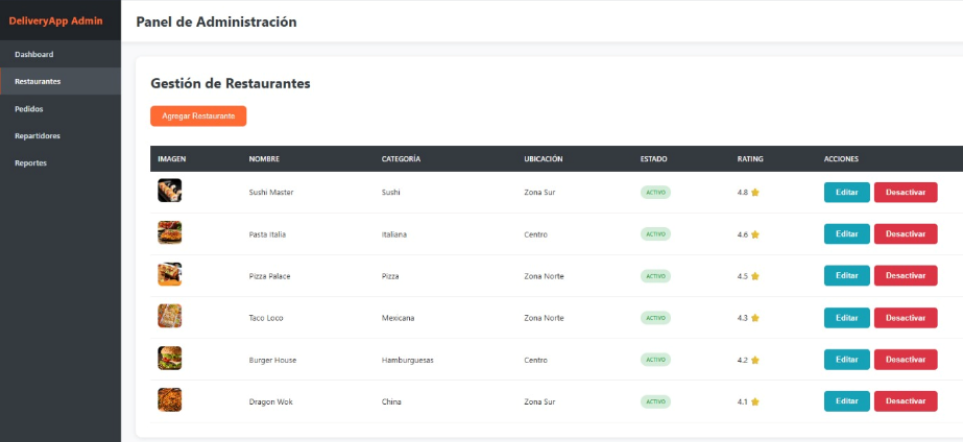 DeliveryApp Admin
Panel de Administración
Dashboard
Restaurantes
Pedidos
Repartidores
Reportes
Gestión de Restaurantes
Agregar Restaurante
IMAGEN NOMBRE CATEGORÍA UBICACIÓN ESTADO RATING ACCIONES
Sushi Master Sushi Zona Sur ACTIVO 4.8 Editar Desactivar
Pasta Italia Italiana Centro ACTIVO 4.6 Editar Desactivar
Pizza Palace Pizza Zona Norte ACTIVO 4.5 Editar Desactivar
Taco Loco Mexicana Zona Norte ACTIVO 4.3 Editar Desactivar
Burger House Hamburguesas Centro ACTIVO 4.2 Editar Desactivar
Dragon Wok China Zona Sur ACTIVO 4.1 Editar Desactivar